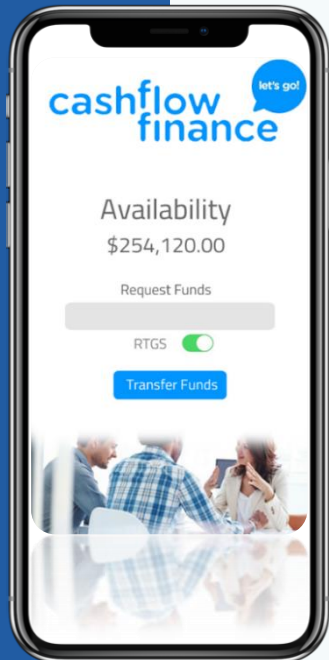 let's go!
cashflow
finance
Availability
$254,120.00
Request Funds
RTGS
Transfer Funds